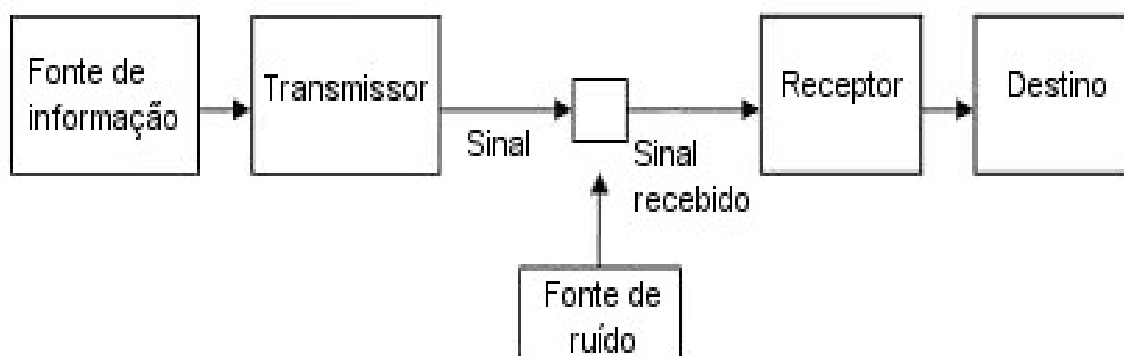 Fonte de
informação
Transmissor
Sinal
Sinal
recebido
Receptor
Destino
Fonte de
ruído